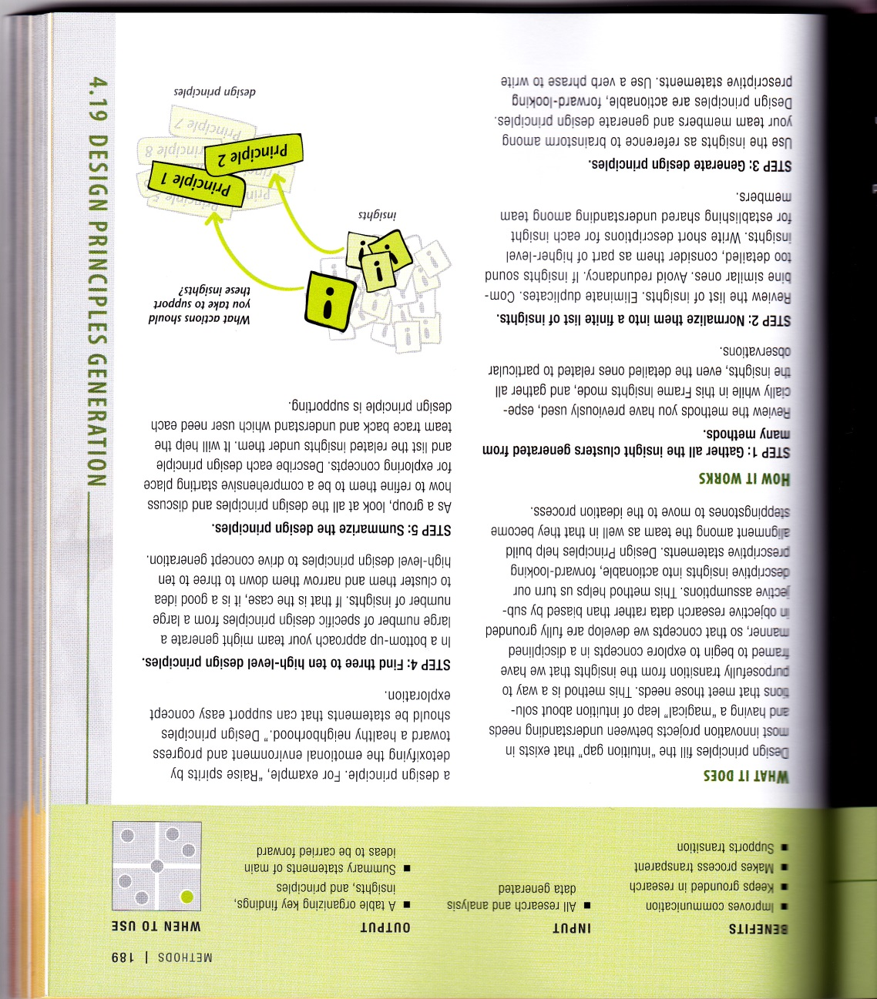 METHODS | 189
BENEFITS
■ Improves communication
■ Keeps grounded in research
■ Makes process transparent
■ Supports transition
INPUT
■ All research and analysis
data generated
OUTPUT
■ A table organizing key findings,
insights, and principles
■ Summary statements of main
ideas to be carried forward
WHEN TO USE
WHAT IT DOES
Design principles fill the “intuition gap” that exists in
most innovation projects between understanding needs
and having a “magical” leap of intuition about solu-
tions that meet those needs. This method is a way to
purposefully transition from the insights that we have
framed to begin to explore concepts in a disciplined
manner, so that concepts we develop are fully grounded
in objective research data rather than biased by sub-
jective assumptions. This method helps us turn our
descriptive insights into actionable, forward-looking
prescriptive statements. Design Principles help build
alignment among the team as well in that they become
steppingstones to move to the ideation process.
HOW IT WORKS
STEP 1: Gather all the insight clusters generated from
many methods.
Review the methods you have previously used, espe-
cially while in this Frame Insights mode, and gather all
the insights, even the detailed ones related to particular
observations.
STEP 2: Normalize them into a finite list of insights.
Review the list of insights. Eliminate duplicates. Com-
bine similar ones. Avoid redundancy. If insights sound
too detailed, consider them as part of higher-level
insights. Write short descriptions for each insight
for establishing shared understanding among team
members.
STEP 3: Generate design principles.
Use the insights as reference to brainstorm among
your team members and generate design principles.
Design principles are actionable, forward-looking
prescriptive statements. Use a verb phrase to write
a design principle. For example, “Raise spirits by
detoxifying the emotional environment and progress
toward a healthy neighborhood.” Design principles
should be statements that can support easy concept
exploration.
STEP 4: Find three to ten high-level design principles.
In a bottom-up approach your team might generate a
large number of specific design principles from a large
number of insights. If that is the case, it is a good idea
to cluster them and narrow them down to three to ten
high-level design principles to drive concept generation.
STEP 5: Summarize the design principles.
As a group, look at all the design principles and discuss
how to refine them to be a comprehensive starting place
for exploring concepts. Describe each design principle
and list the related insights under them. It will help the
team trace back and understand which user need each
design principle is supporting.
What actions should
you take to support
these insights?
i
i
i
i
insights
Principle 5
Principle 1
Principle 2
Principle 8
Principle 7
design principles
4.19 DESIGN PRINCIPLES GENERATION